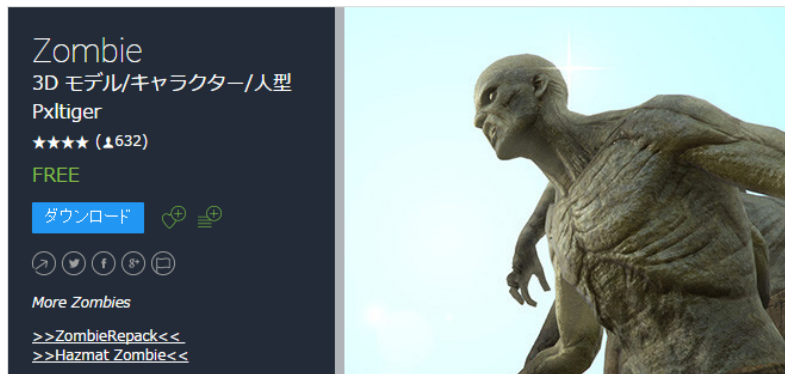 Zombie
3D モデル/キャラクター/人型
Pxltiger
★★★★ (632)
FREE
ダウンロード
More Zombies
>>ZombieRepack<<
>>Hazmat Zombie<<